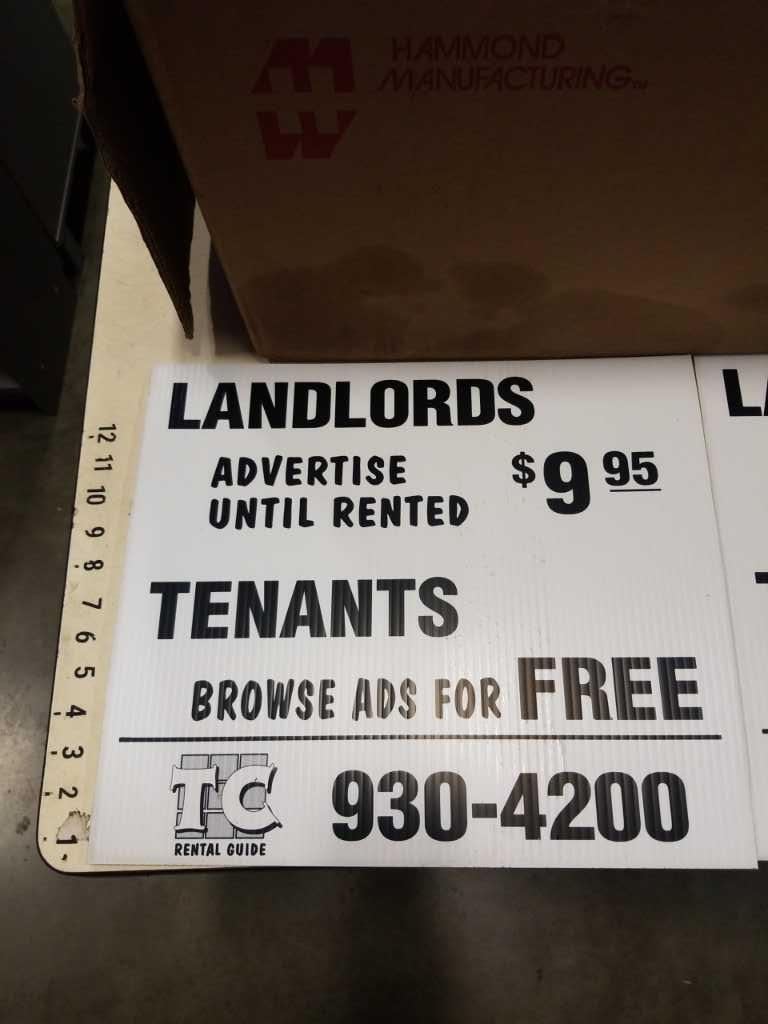 HAMMOND
MANUFACTURING™
LANDLORDS
ADVERTISE
UNTIL RENTED
$9 95
TENANTS
BROWSE ADS FOR FREE
TC
RENTAL GUIDE
930-4200
12
11
10
9
8
7
6
5
4
3
2
1